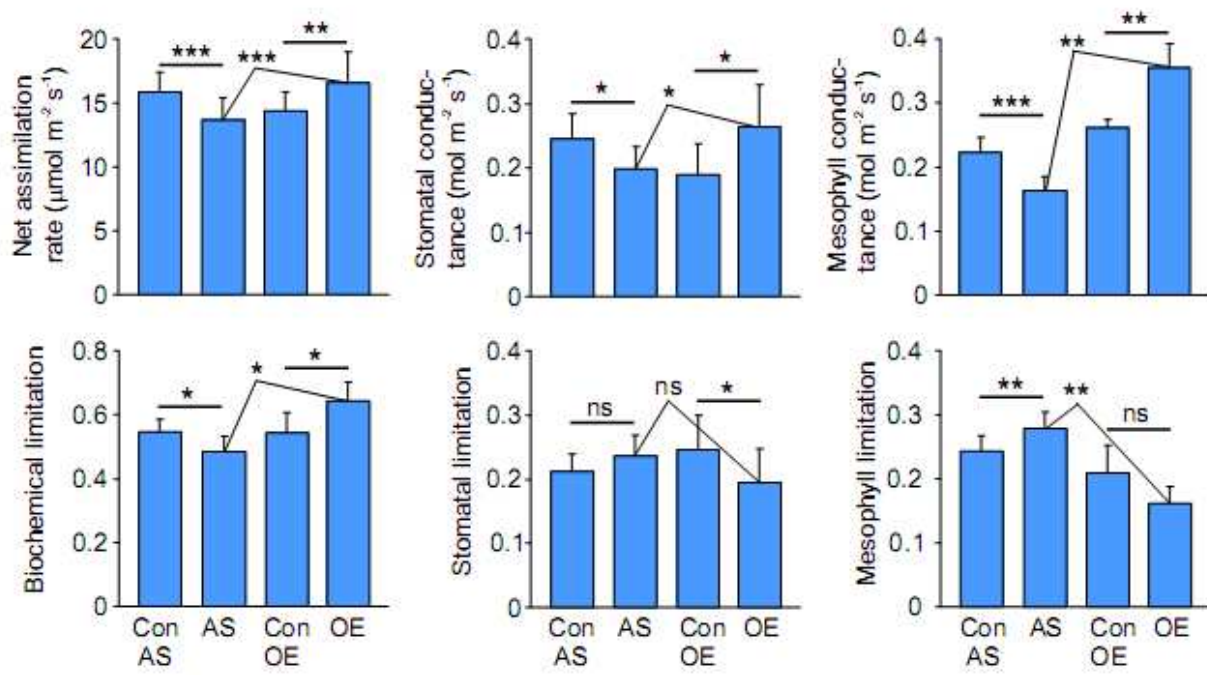 Net assimilation
rate (µmol m⁻² s⁻¹)
20
15
10
5
0
***
***
**
Stomatal conduc-
tance (mol m⁻² s⁻¹)
0.4
0.3
0.2
0.1
0
*
*
*
Mesophyll conduc-
tance (mol m⁻² s⁻¹)
0.4
0.3
0.2
0.1
0
***
**
**
Biochemical limitation
0.8
0.6
0.4
0.2
0
*
*
*
Con AS Con OE
AS OE
Stomatal limitation
0.4
0.3
0.2
0.1
0
ns
ns
*
Con AS Con OE
AS OE
Mesophyll limitation
0.4
0.3
0.2
0.1
0
**
**
ns
Con AS Con OE
AS OE